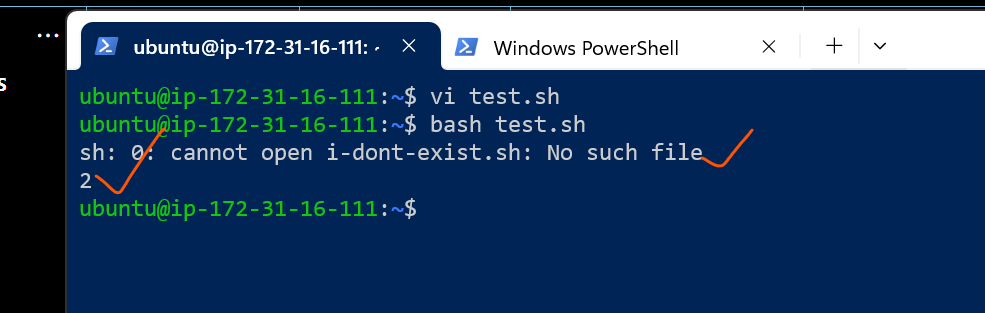 ...
ubuntu@ip-172-31-16-111: ~
Windows PowerShell
s
ubuntu@ip-172-31-16-111:~$ vi test.sh
ubuntu@ip-172-31-16-111:~$ bash test.sh
sh: 0: cannot open i-dont-exist.sh: No such file
2
ubuntu@ip-172-31-16-111:~$